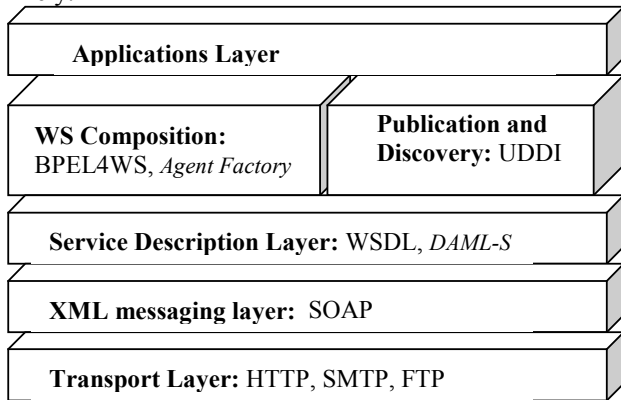 Applications Layer
WS Composition:
BPEL4WS, Agent Factory
Publication and
Discovery: UDDI
Service Description Layer: WSDL, DAML-S
XML messaging layer: SOAP
Transport Layer: HTTP, SMTP, FTP